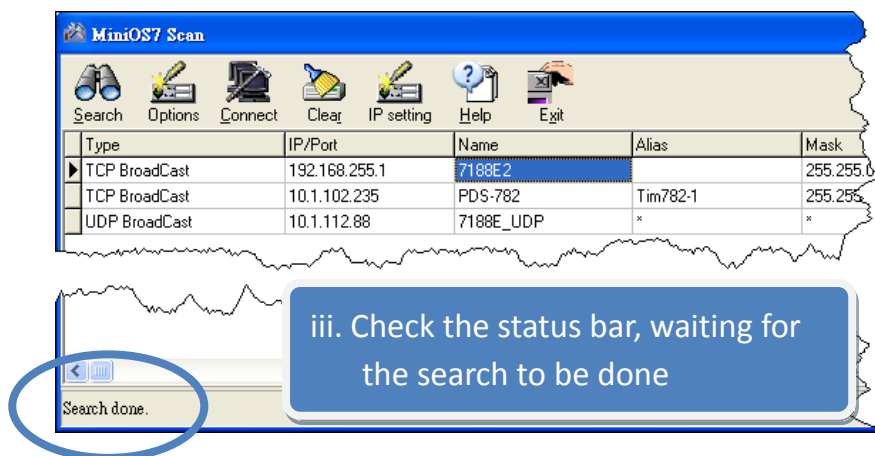 MiniOS7 Scan
Search Options Connect Clear IP setting Help Exit
Type IP/Port Name Alias Mask
TCP BroadCast 192.168.255.1 7188E2 255.255.0
TCP BroadCast 10.1.102.235 PDS-782 Tim782-1 255.255.
UDP BroadCast 10.1.112.88 7188E_UDP * *
iii. Check the status bar, waiting for
the search to be done
Search done.